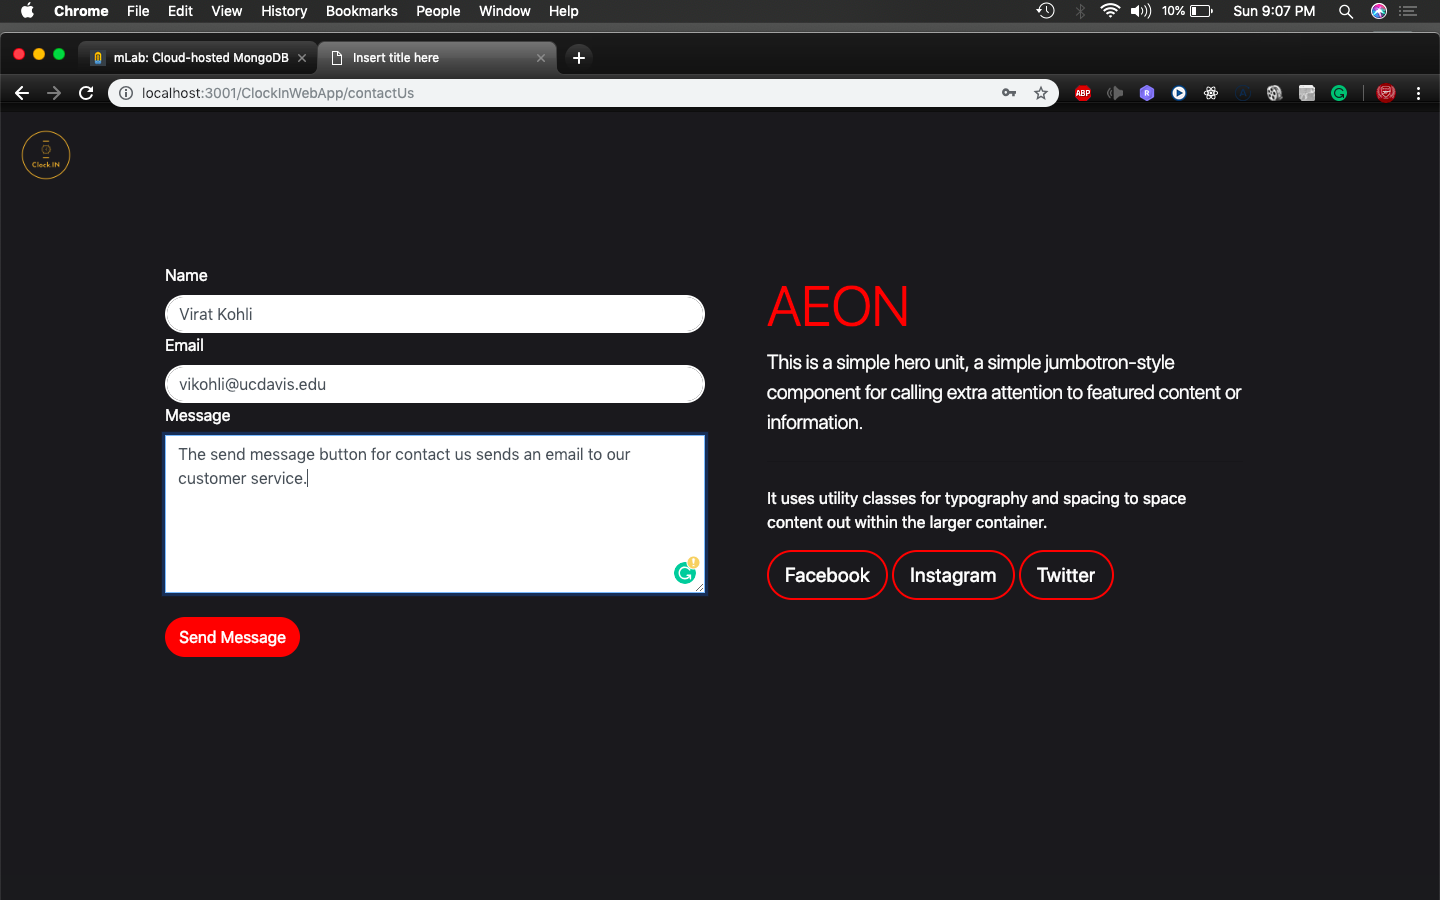 Chrome File Edit View History Bookmarks People Window Help 10% Sun 9:07 PM
mLab: Cloud-hosted MongoDB Insert title here
localhost:3001/ClockInWebApp/contactUs ABP R
Clock IN
Name
Virat Kohli
Email
vikohli@ucdavis.edu
Message
The send message button for contact us sends an email to our
customer service.
Send Message
AEON
This is a simple hero unit, a simple jumbotron-style
component for calling extra attention to featured content or
information.
It uses utility classes for typography and spacing to space
content out within the larger container.
Facebook Instagram Twitter